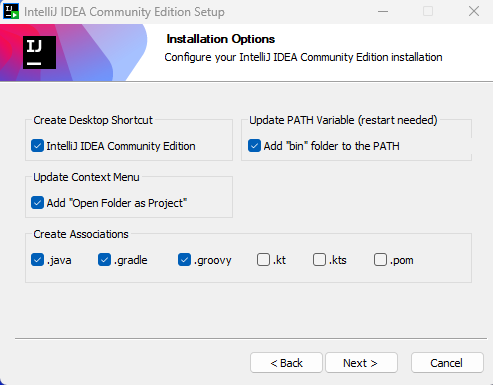 IntelliJ IDEA Community Edition Setup
IJ
Installation Options
Configure your IntelliJ IDEA Community Edition installation
Create Desktop Shortcut
IntelliJ IDEA Community Edition
Update PATH Variable (restart needed)
Add "bin" folder to the PATH
Update Context Menu
Add "Open Folder as Project"
Create Associations
.java .gradle .groovy .kt .kts .pom
< Back Next > Cancel